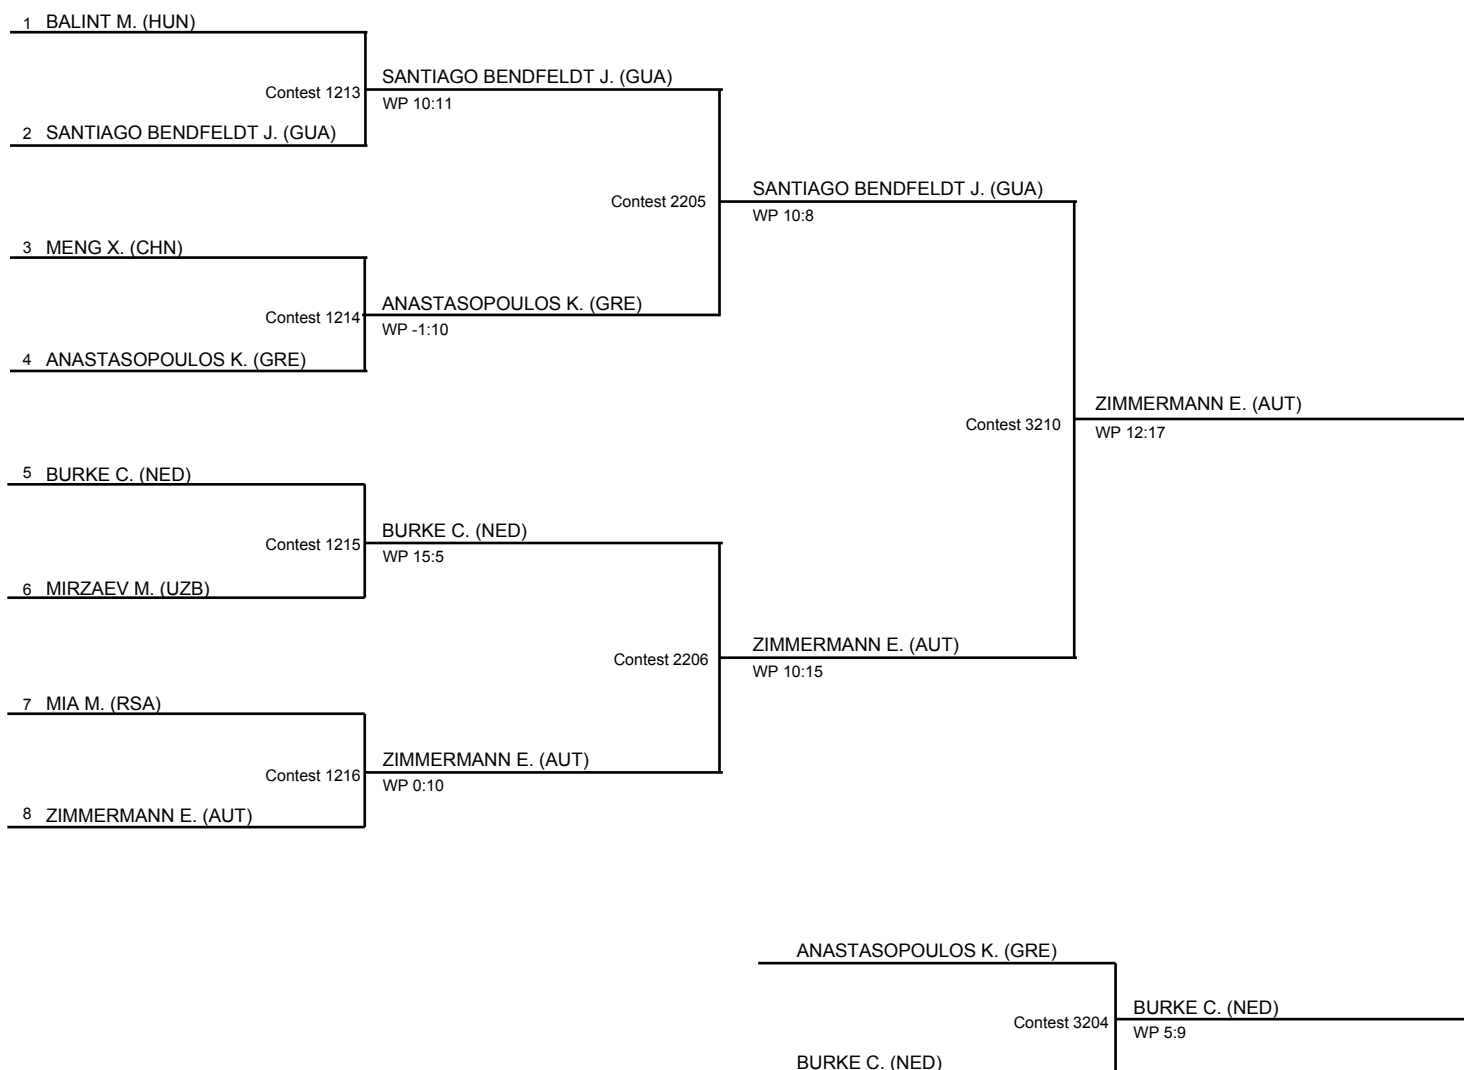 1 BALINT M. (HUN)
SANTIAGO BENDFELDT J. (GUA)
Contest 1213
WP 10:11
2 SANTIAGO BENDFELDT J. (GUA)
SANTIAGO BENDFELDT J. (GUA)
Contest 2205
WP 10:8
3 MENG X. (CHN)
ANASTASOPOULOS K. (GRE)
Contest 1214
WP -1:10
4 ANASTASOPOULOS K. (GRE)
ZIMMERMANN E. (AUT)
Contest 3210
WP 12:17
5 BURKE C. (NED)
BURKE C. (NED)
Contest 1215
WP 15:5
6 MIRZAEV M. (UZB)
ZIMMERMANN E. (AUT)
Contest 2206
WP 10:15
7 MIA M. (RSA)
ZIMMERMANN E. (AUT)
Contest 1216
WP 0:10
8 ZIMMERMANN E. (AUT)
ANASTASOPOULOS K. (GRE)
BURKE C. (NED)
Contest 3204
WP 5:9
BURKE C. (NED)